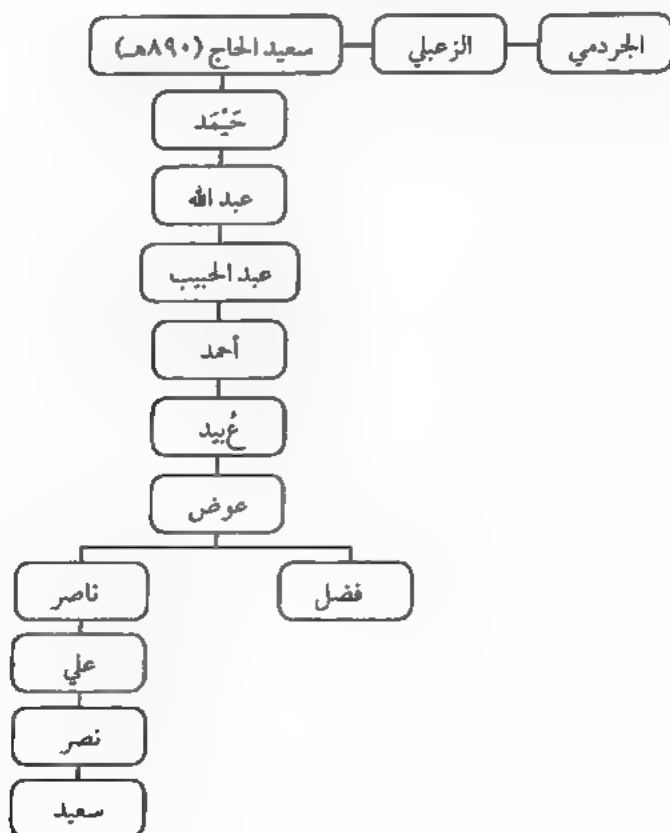 الجردمي
الزعبلي
سعيد الحاج (٨٩٠هـ)
حَيْمَد
عبد الله
عبد الحبيب
أحمد
عُبيد
عوض
فضل
ناصر
علي
نصر
سعيد